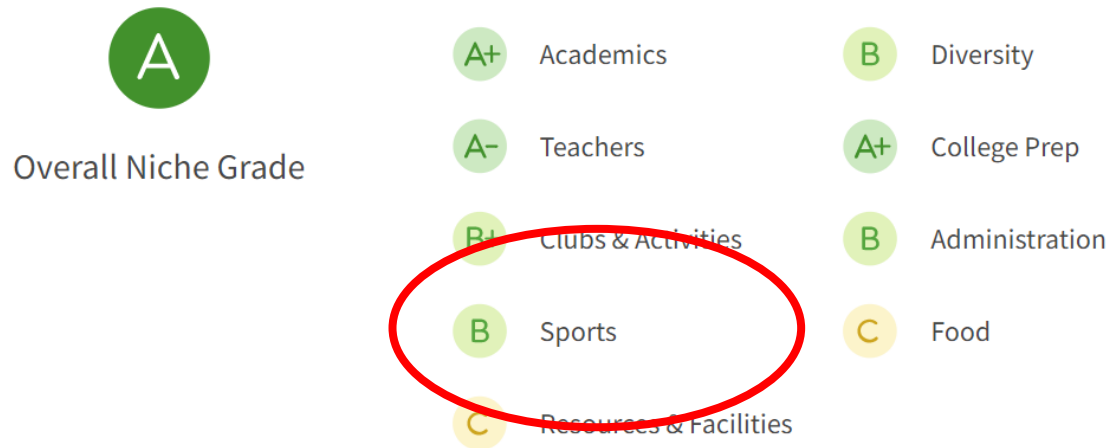 A
Overall Niche Grade
A+ Academics
B Diversity
A- Teachers
A+ College Prep
B+ Clubs & Activities
B Administration
B Sports
C Food
C Resources & Facilities